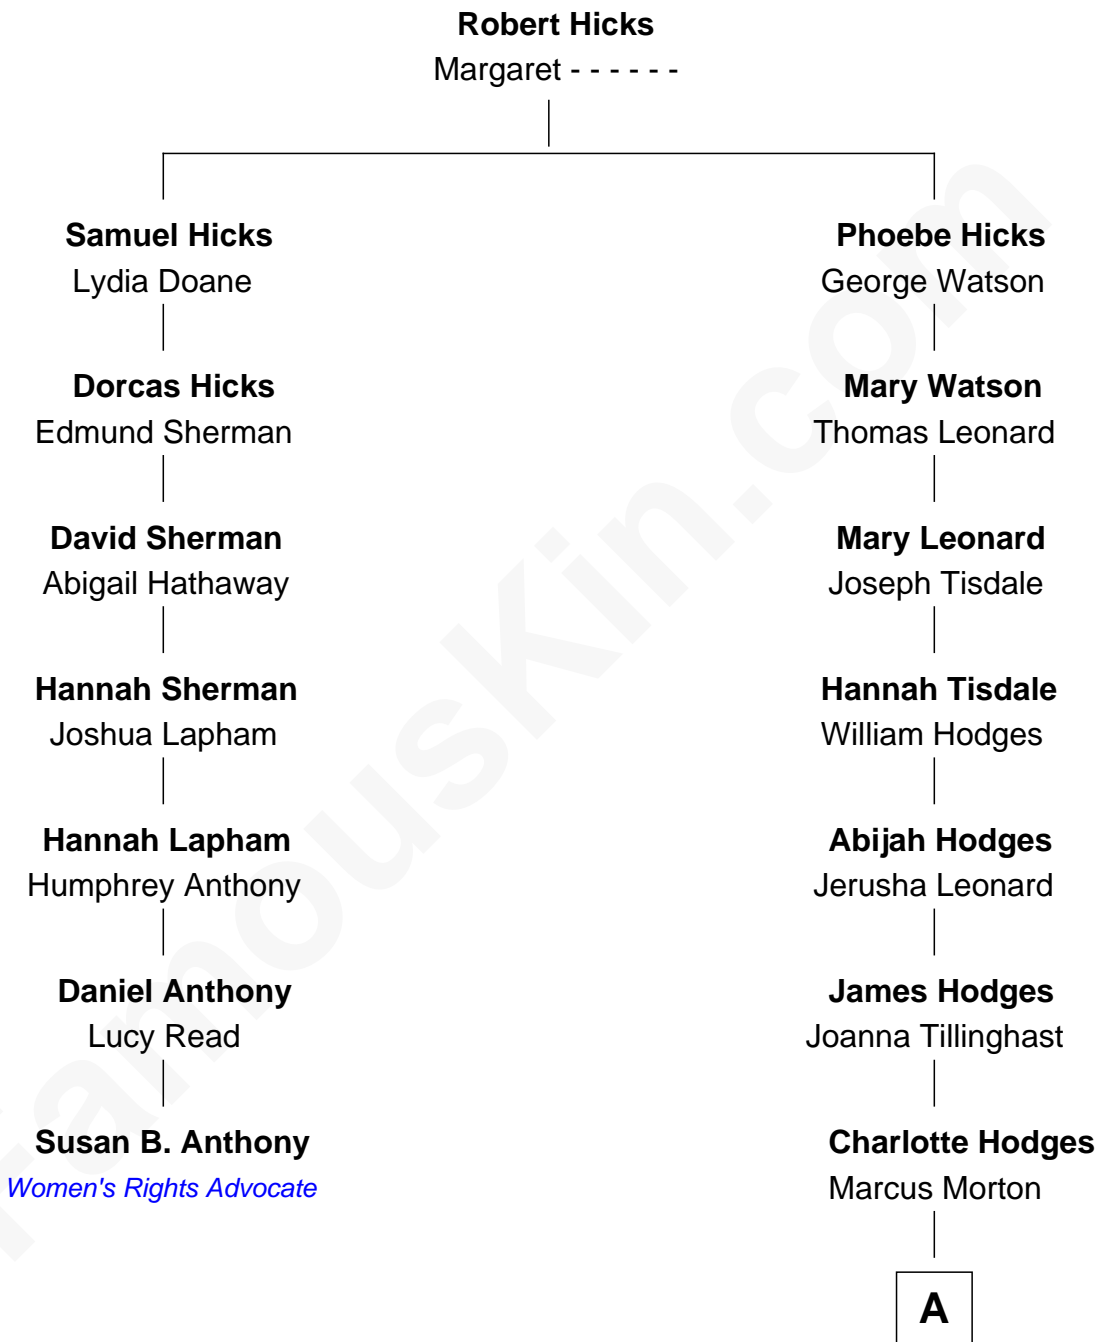 Robert Hicks
Margaret - - - - - -
Samuel Hicks
Lydia Doane
Phoebe Hicks
George Watson
Dorcas Hicks
Edmund Sherman
Mary Watson
Thomas Leonard
David Sherman
Abigail Hathaway
Mary Leonard
Joseph Tisdale
Hannah Sherman
Joshua Lapham
Hannah Tisdale
William Hodges
Hannah Lapham
Humphrey Anthony
Abijah Hodges
Jerusha Leonard
Daniel Anthony
Lucy Read
James Hodges
Joanna Tillinghast
Susan B. Anthony
Women's Rights Advocate
Charlotte Hodges
Marcus Morton
A
FamousKin.com